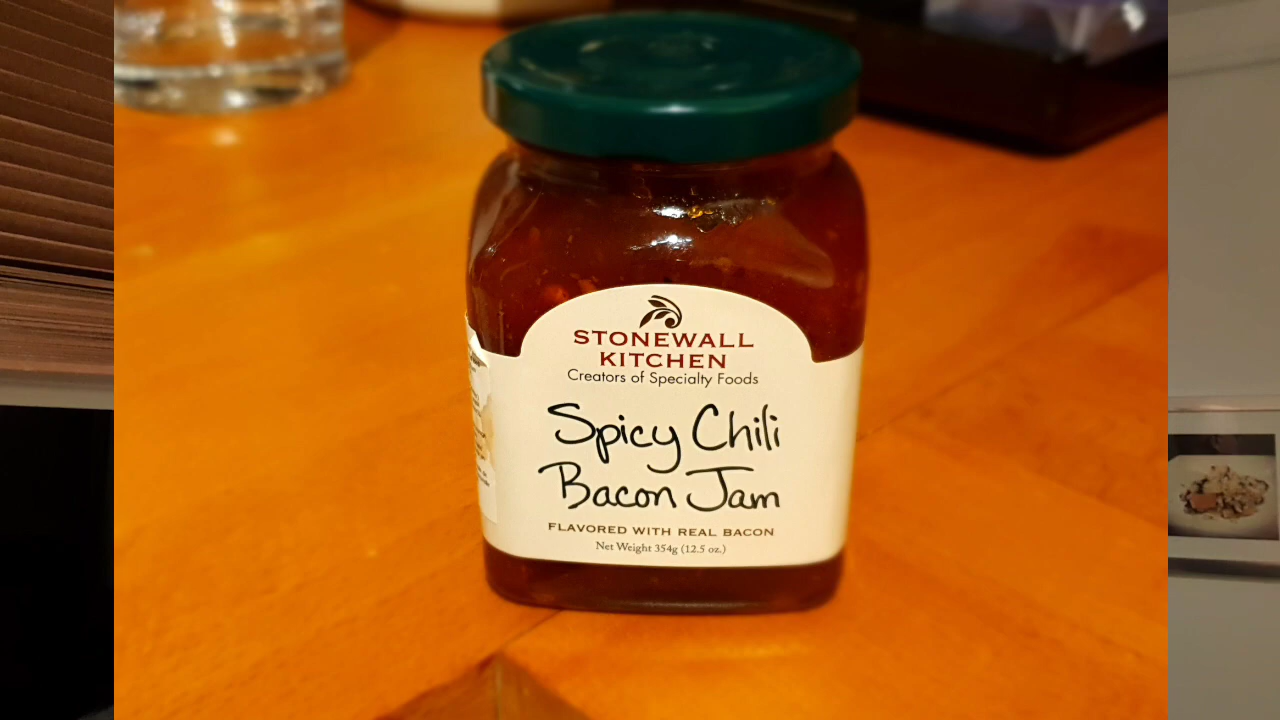 STONEWALL
KITCHEN
Creators of Specialty Foods
Spicy Chili
Bacon Jam
FLAVORED WITH REAL BACON
Net Weight 354g (12.5 oz.)